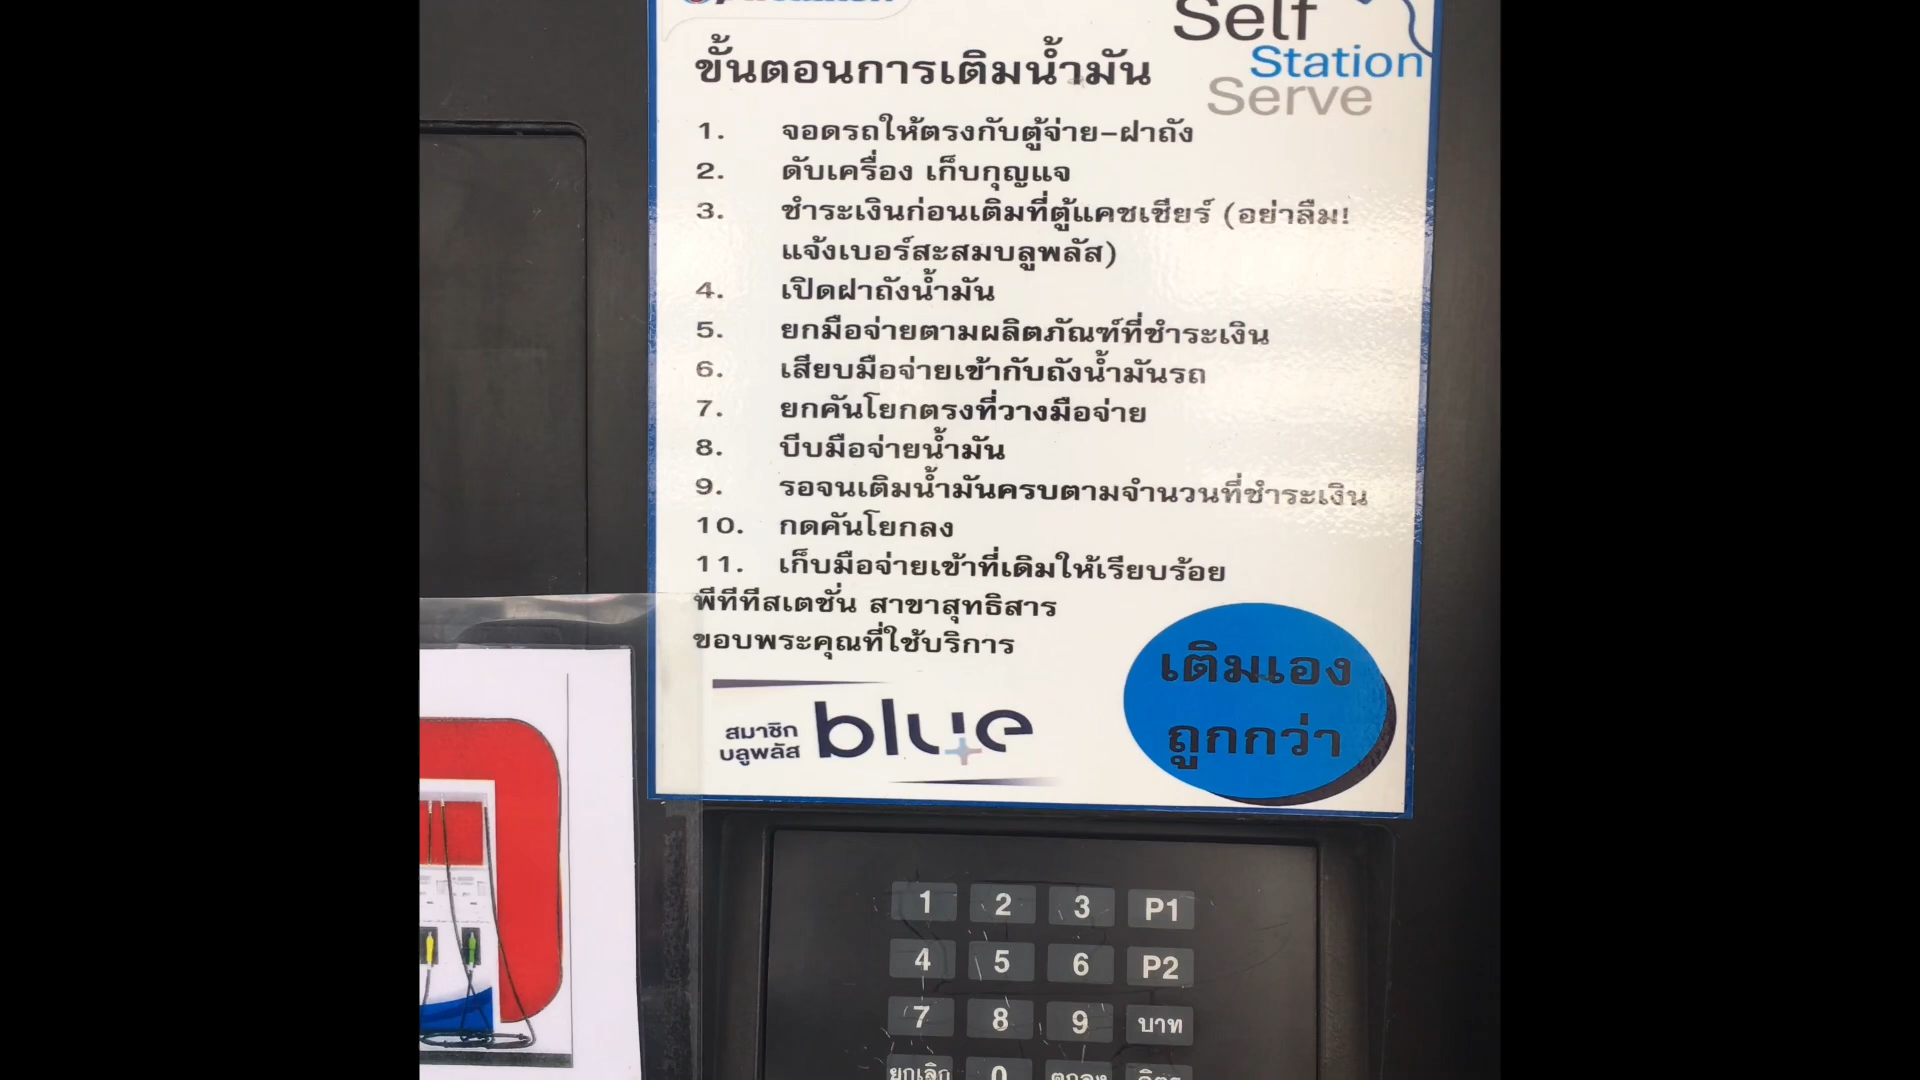 Self
Station
Serve
ขั้นตอนการเติมน้ำมัน
1. จอดรถให้ตรงกับตู้จ่าย-ฝาถัง
2. ดับเครื่อง เก็บกุญแจ
3. ชำระเงินก่อนเติมที่ตู้แคชเชียร์ (อย่าลืม!
แจ้งเบอร์สะสมบลูพลัส)
4. เปิดฝาถังน้ำมัน
5. ยกมือจ่ายตามผลิตภัณฑ์ที่ชำระเงิน
6. เสียบมือจ่ายเข้ากับถังน้ำมันรถ
7. ยกคันโยกตรงที่วางมือจ่าย
8. บีบมือจ่ายน้ำมัน
9. รอจนเติมน้ำมันครบตามจำนวนที่ชำระเงิน
10. กดคันโยกลง
11. เก็บมือจ่ายเข้าที่เดิมให้เรียบร้อย
พีทีทีสเตชั่น สาขาสุทธิสาร
ขอบพระคุณที่ใช้บริการ
สมาชิก
บลูพลัส
blue
เติมเอง
ถูกกว่า
1 2 3 P1
4 5 6 P2
7 8 9 บาท
ยกเลิก 0 ตกลง ลิตร